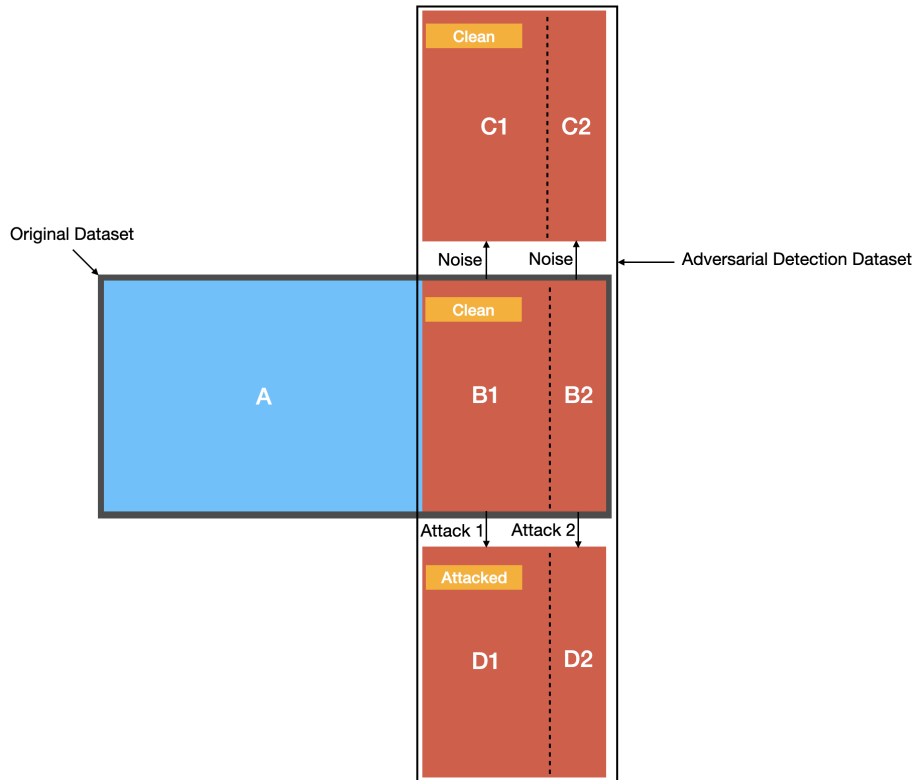 Clean
C1
C2
Original Dataset
Noise
Noise
Adversarial Detection Dataset
Clean
A
B1
B2
Attack 1
Attack 2
Attacked
D1
D2